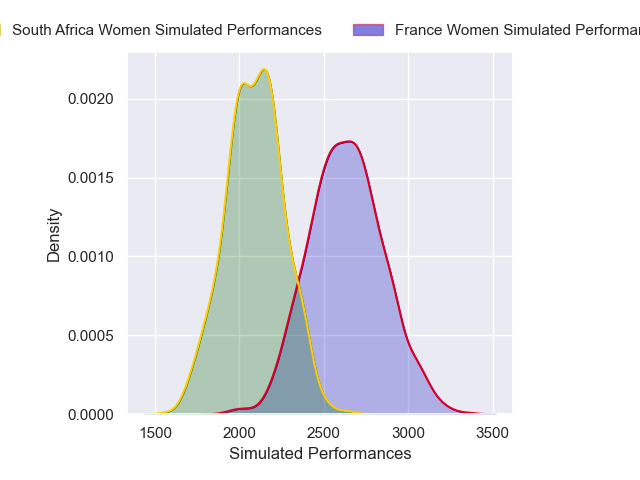 South Africa Women Simulated Performances
France Women Simulated
0.0020
0.0015
0.0010
0.0005
0.0000
Density
1500 2000 2500 3000 3500
Simulated Performances